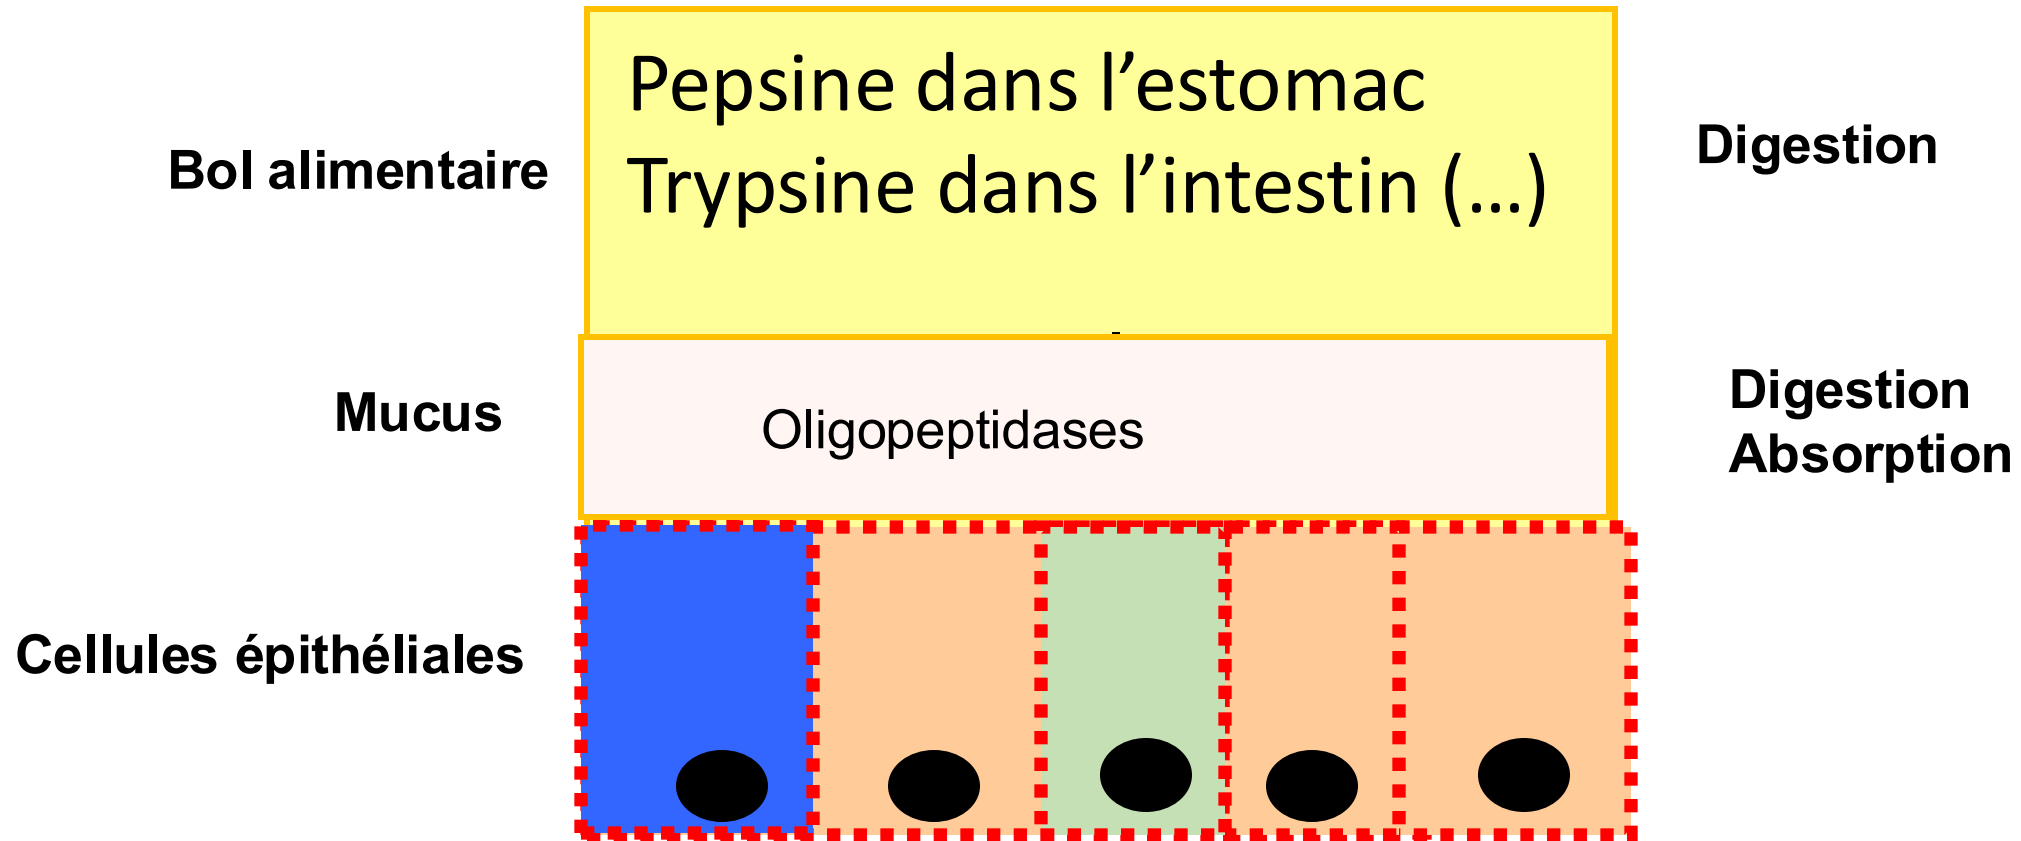 Pepsine dans l’estomac
Trypsine dans l’intestin (…)
Bol alimentaire
Digestion
Mucus
Oligopeptidases
Digestion
Absorption
Cellules épithéliales